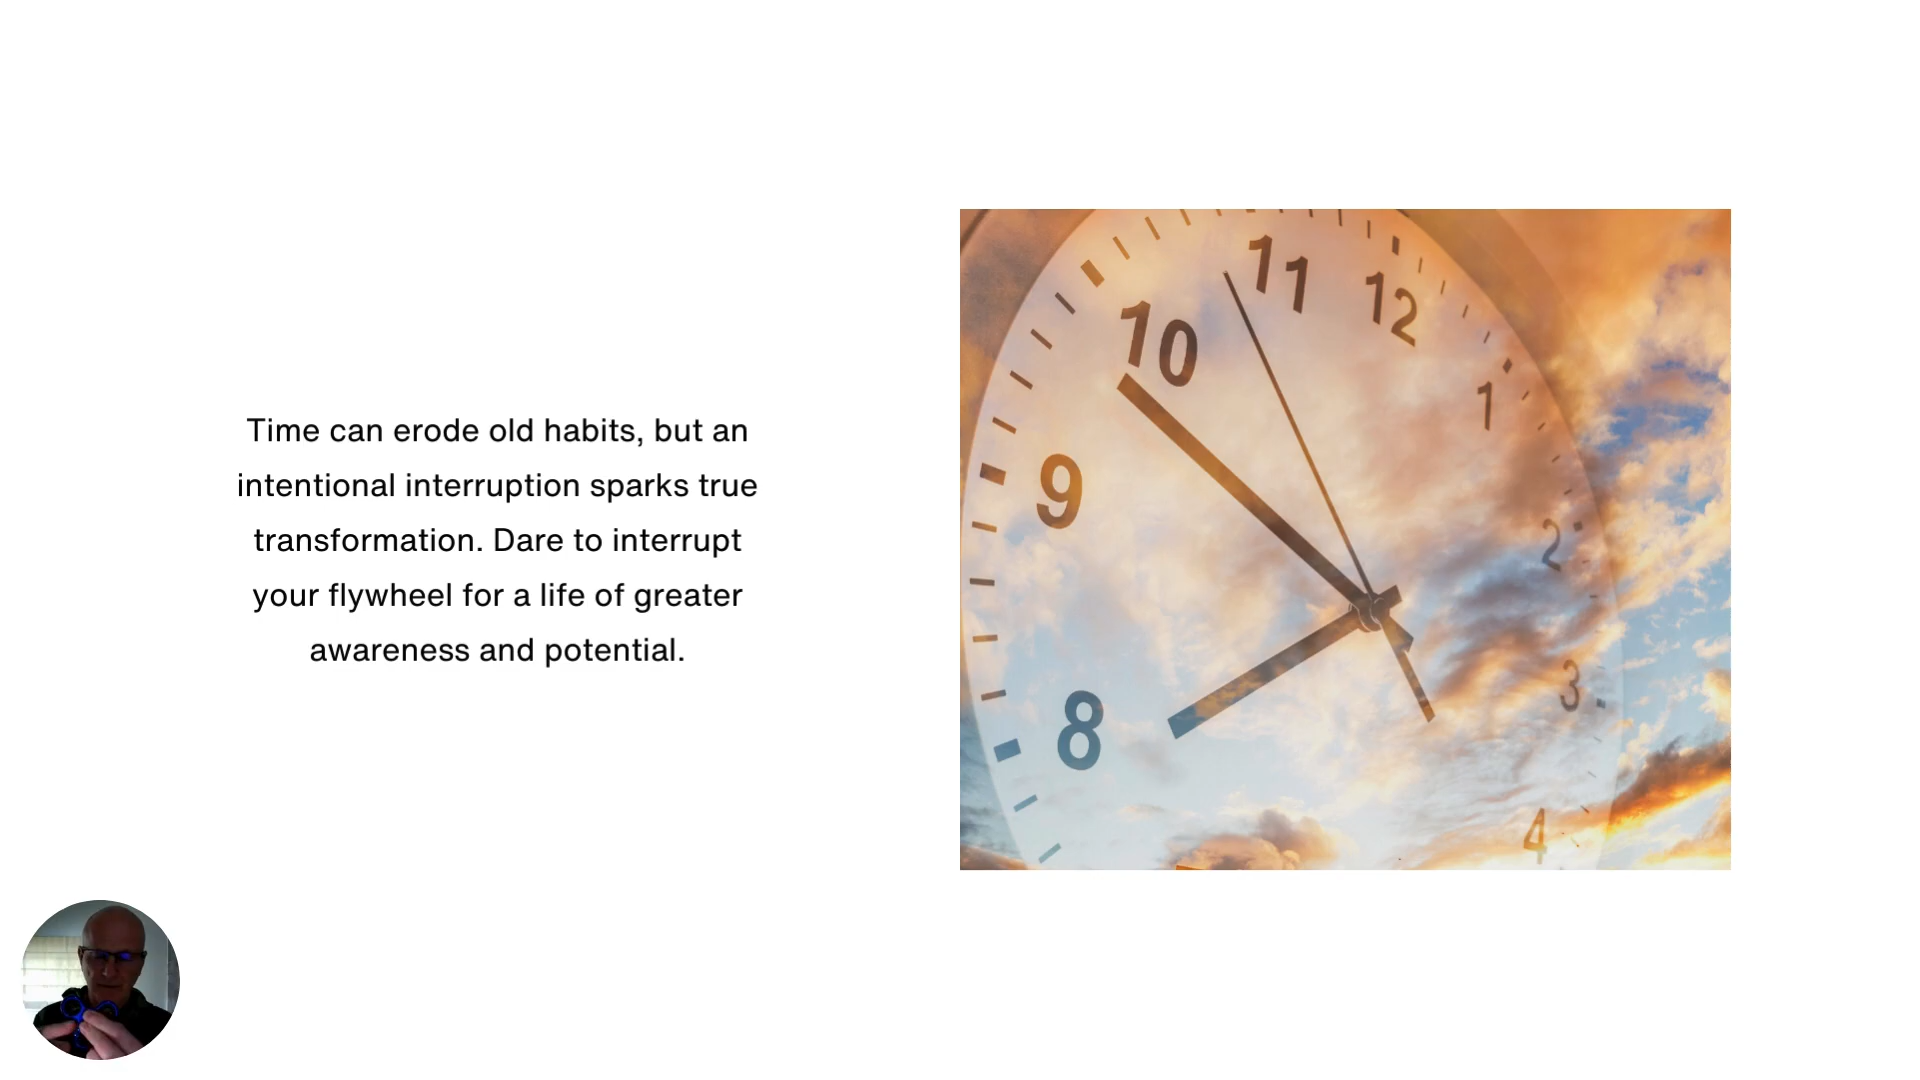 Time can erode old habits, but an
intentional interruption sparks true
transformation. Dare to interrupt
your flywheel for a life of greater
awareness and potential.
11
12
10
1
9
2
3
8
4